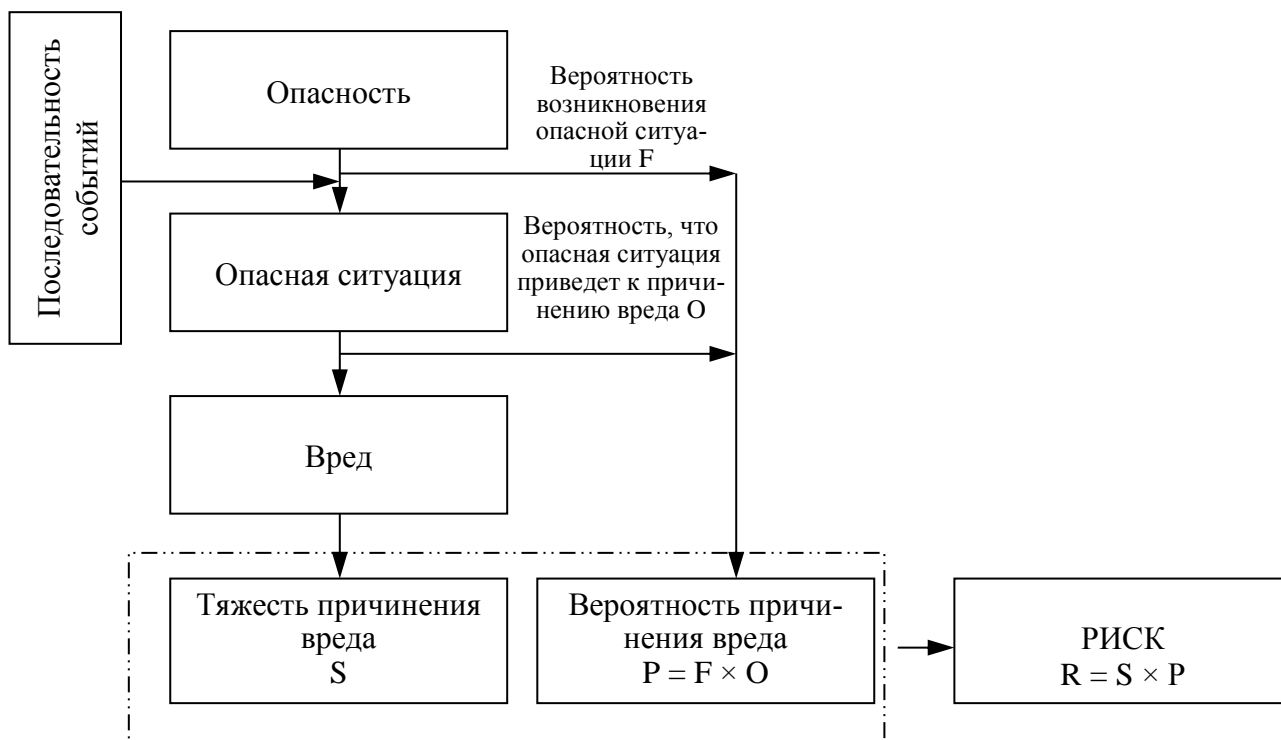 Последовательность
событий
Опасность
Вероятность
возникновения
опасной ситуа-
ции F
Опасная ситуация
Вероятность, что
опасная ситуация
приведет к причи-
нению вреда O
Вред
Тяжесть причинения
вреда
S
Вероятность причи-
нения вреда
P = F × O
РИСК
R = S × P